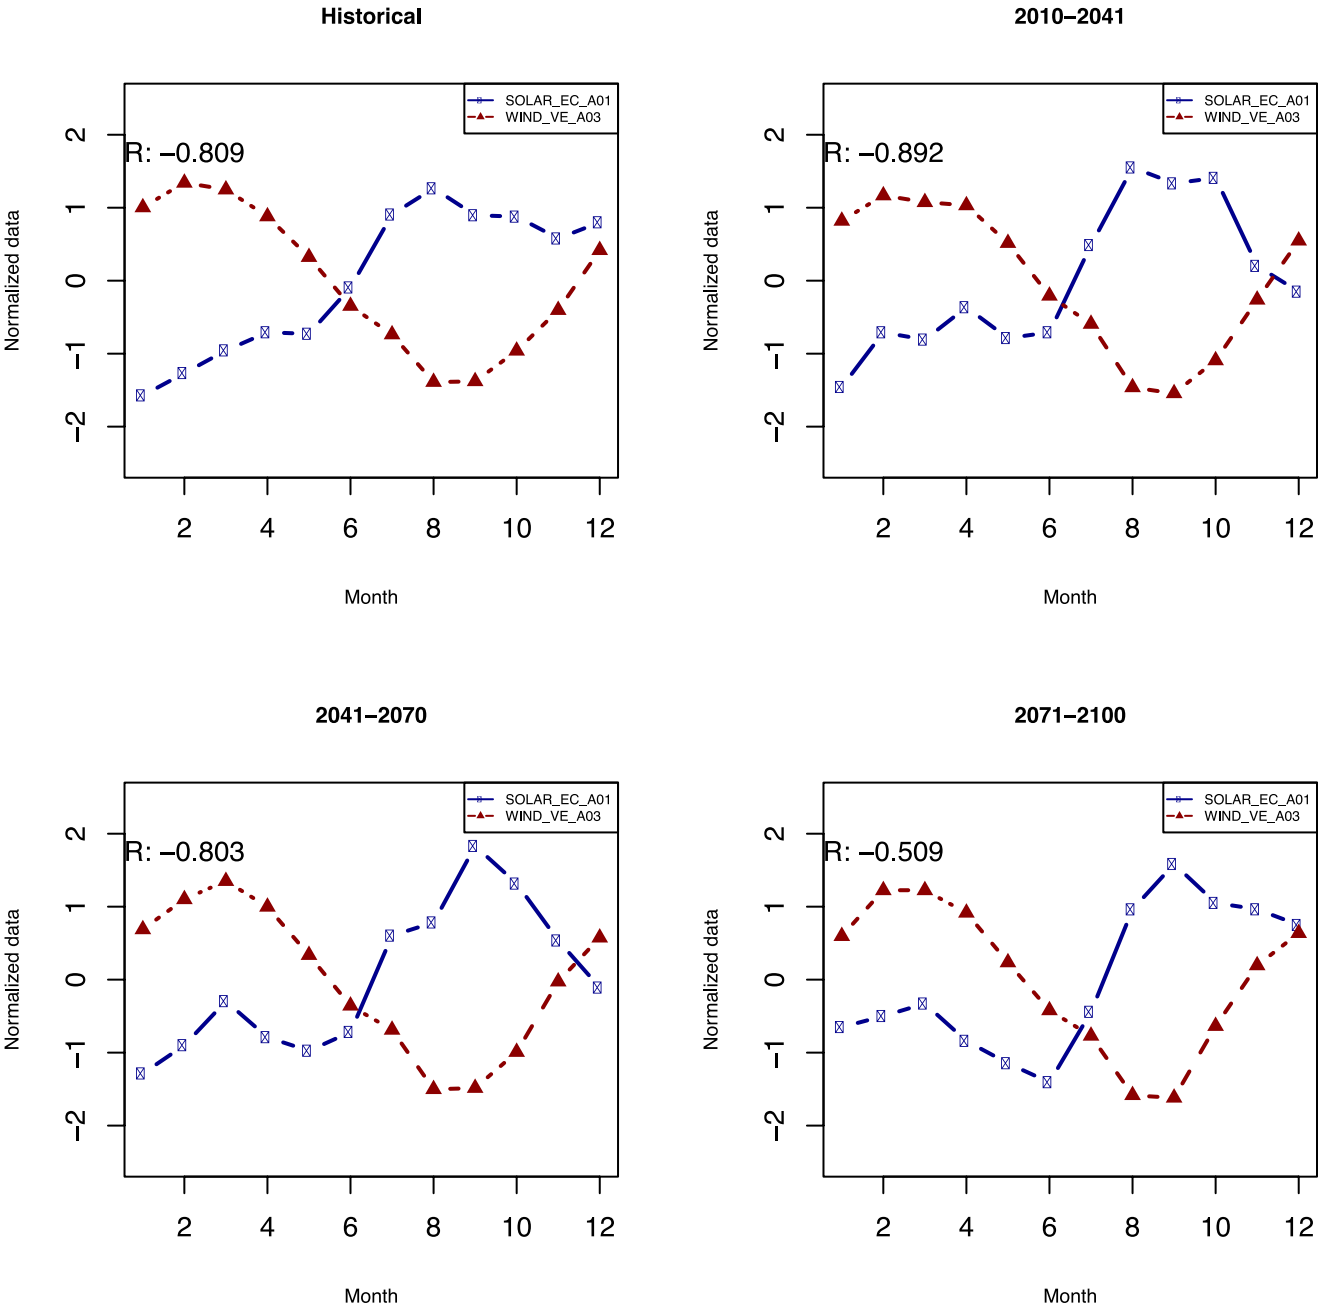 Historical
SOLAR_EC_A01
WIND_VE_A03
R: −0.809
Normalized data
2
1
0
−1
−2
2 4 6 8 10 12
Month
2010−2041
SOLAR_EC_A01
WIND_VE_A03
R: −0.892
Normalized data
2
1
0
−1
−2
2 4 6 8 10 12
Month
2041−2070
SOLAR_EC_A01
WIND_VE_A03
R: −0.803
Normalized data
2
1
0
−1
−2
2 4 6 8 10 12
Month
2071−2100
SOLAR_EC_A01
WIND_VE_A03
R: −0.509
Normalized data
2
1
0
−1
−2
2 4 6 8 10 12
Month